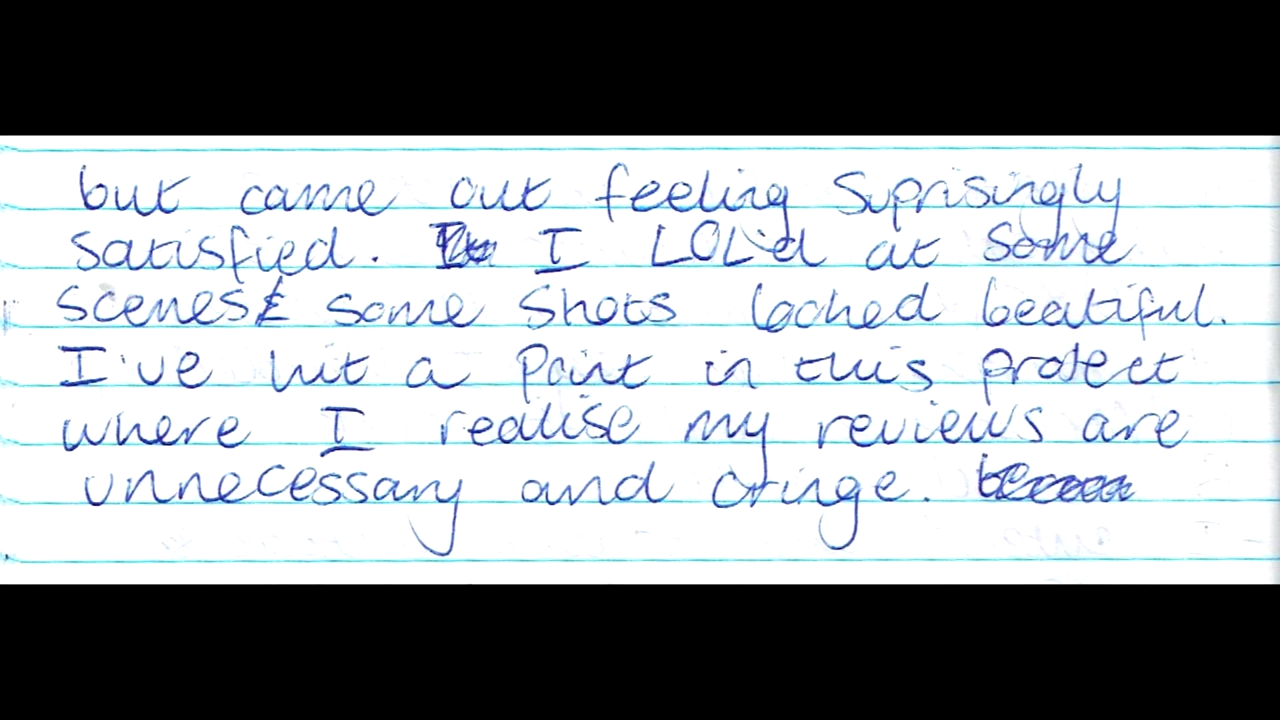 but came out feeling Suprisingly
Satisfied. I LOL'd at Some
Scenes & some Shots looked beatiful.
I've hit a Point in this project
where I realise my reviews are
unnecessary and cringe.